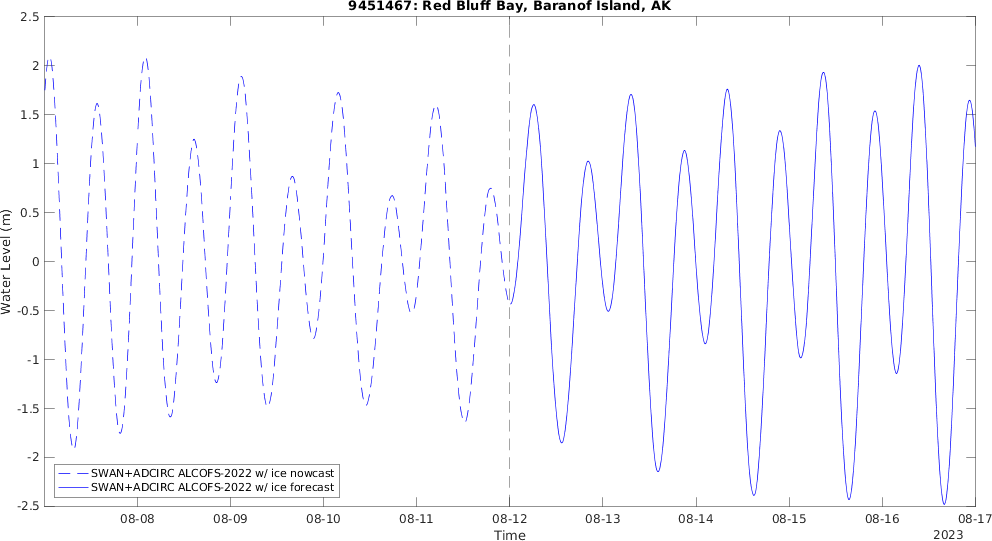 9451467: Red Bluff Bay, Baranof Island, AK
2.5
2
1.5
1
0.5
0
-0.5
-1
-1.5
-2
-2.5
Water Level (m)
SWAN+ADCIRC ALCOFS-2022 w/ ice nowcast
SWAN+ADCIRC ALCOFS-2022 w/ ice forecast
08-08 08-09 08-10 08-11 08-12 08-13 08-14 08-15 08-16 08-17
Time
2023